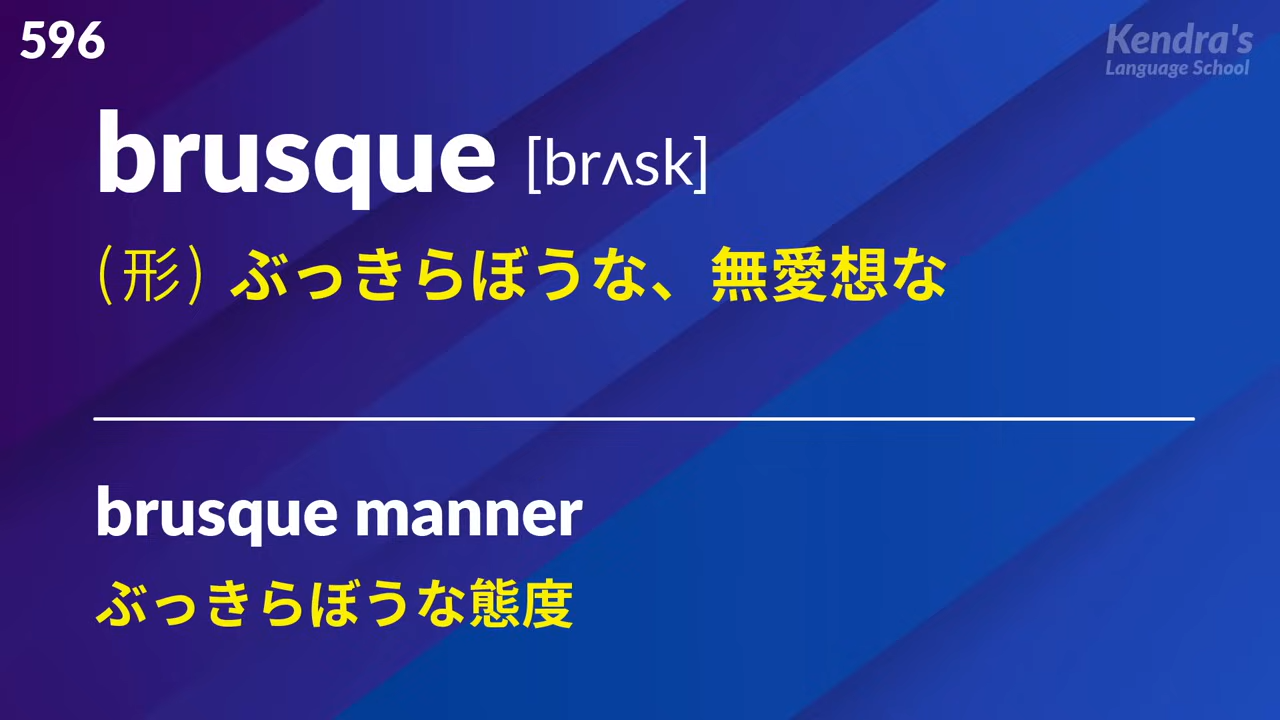 596
Kendra's
Language School
brusque [brʌsk]
(形) ぶっきらぼうな、無愛想な
brusque manner
ぶっきらぼうな態度